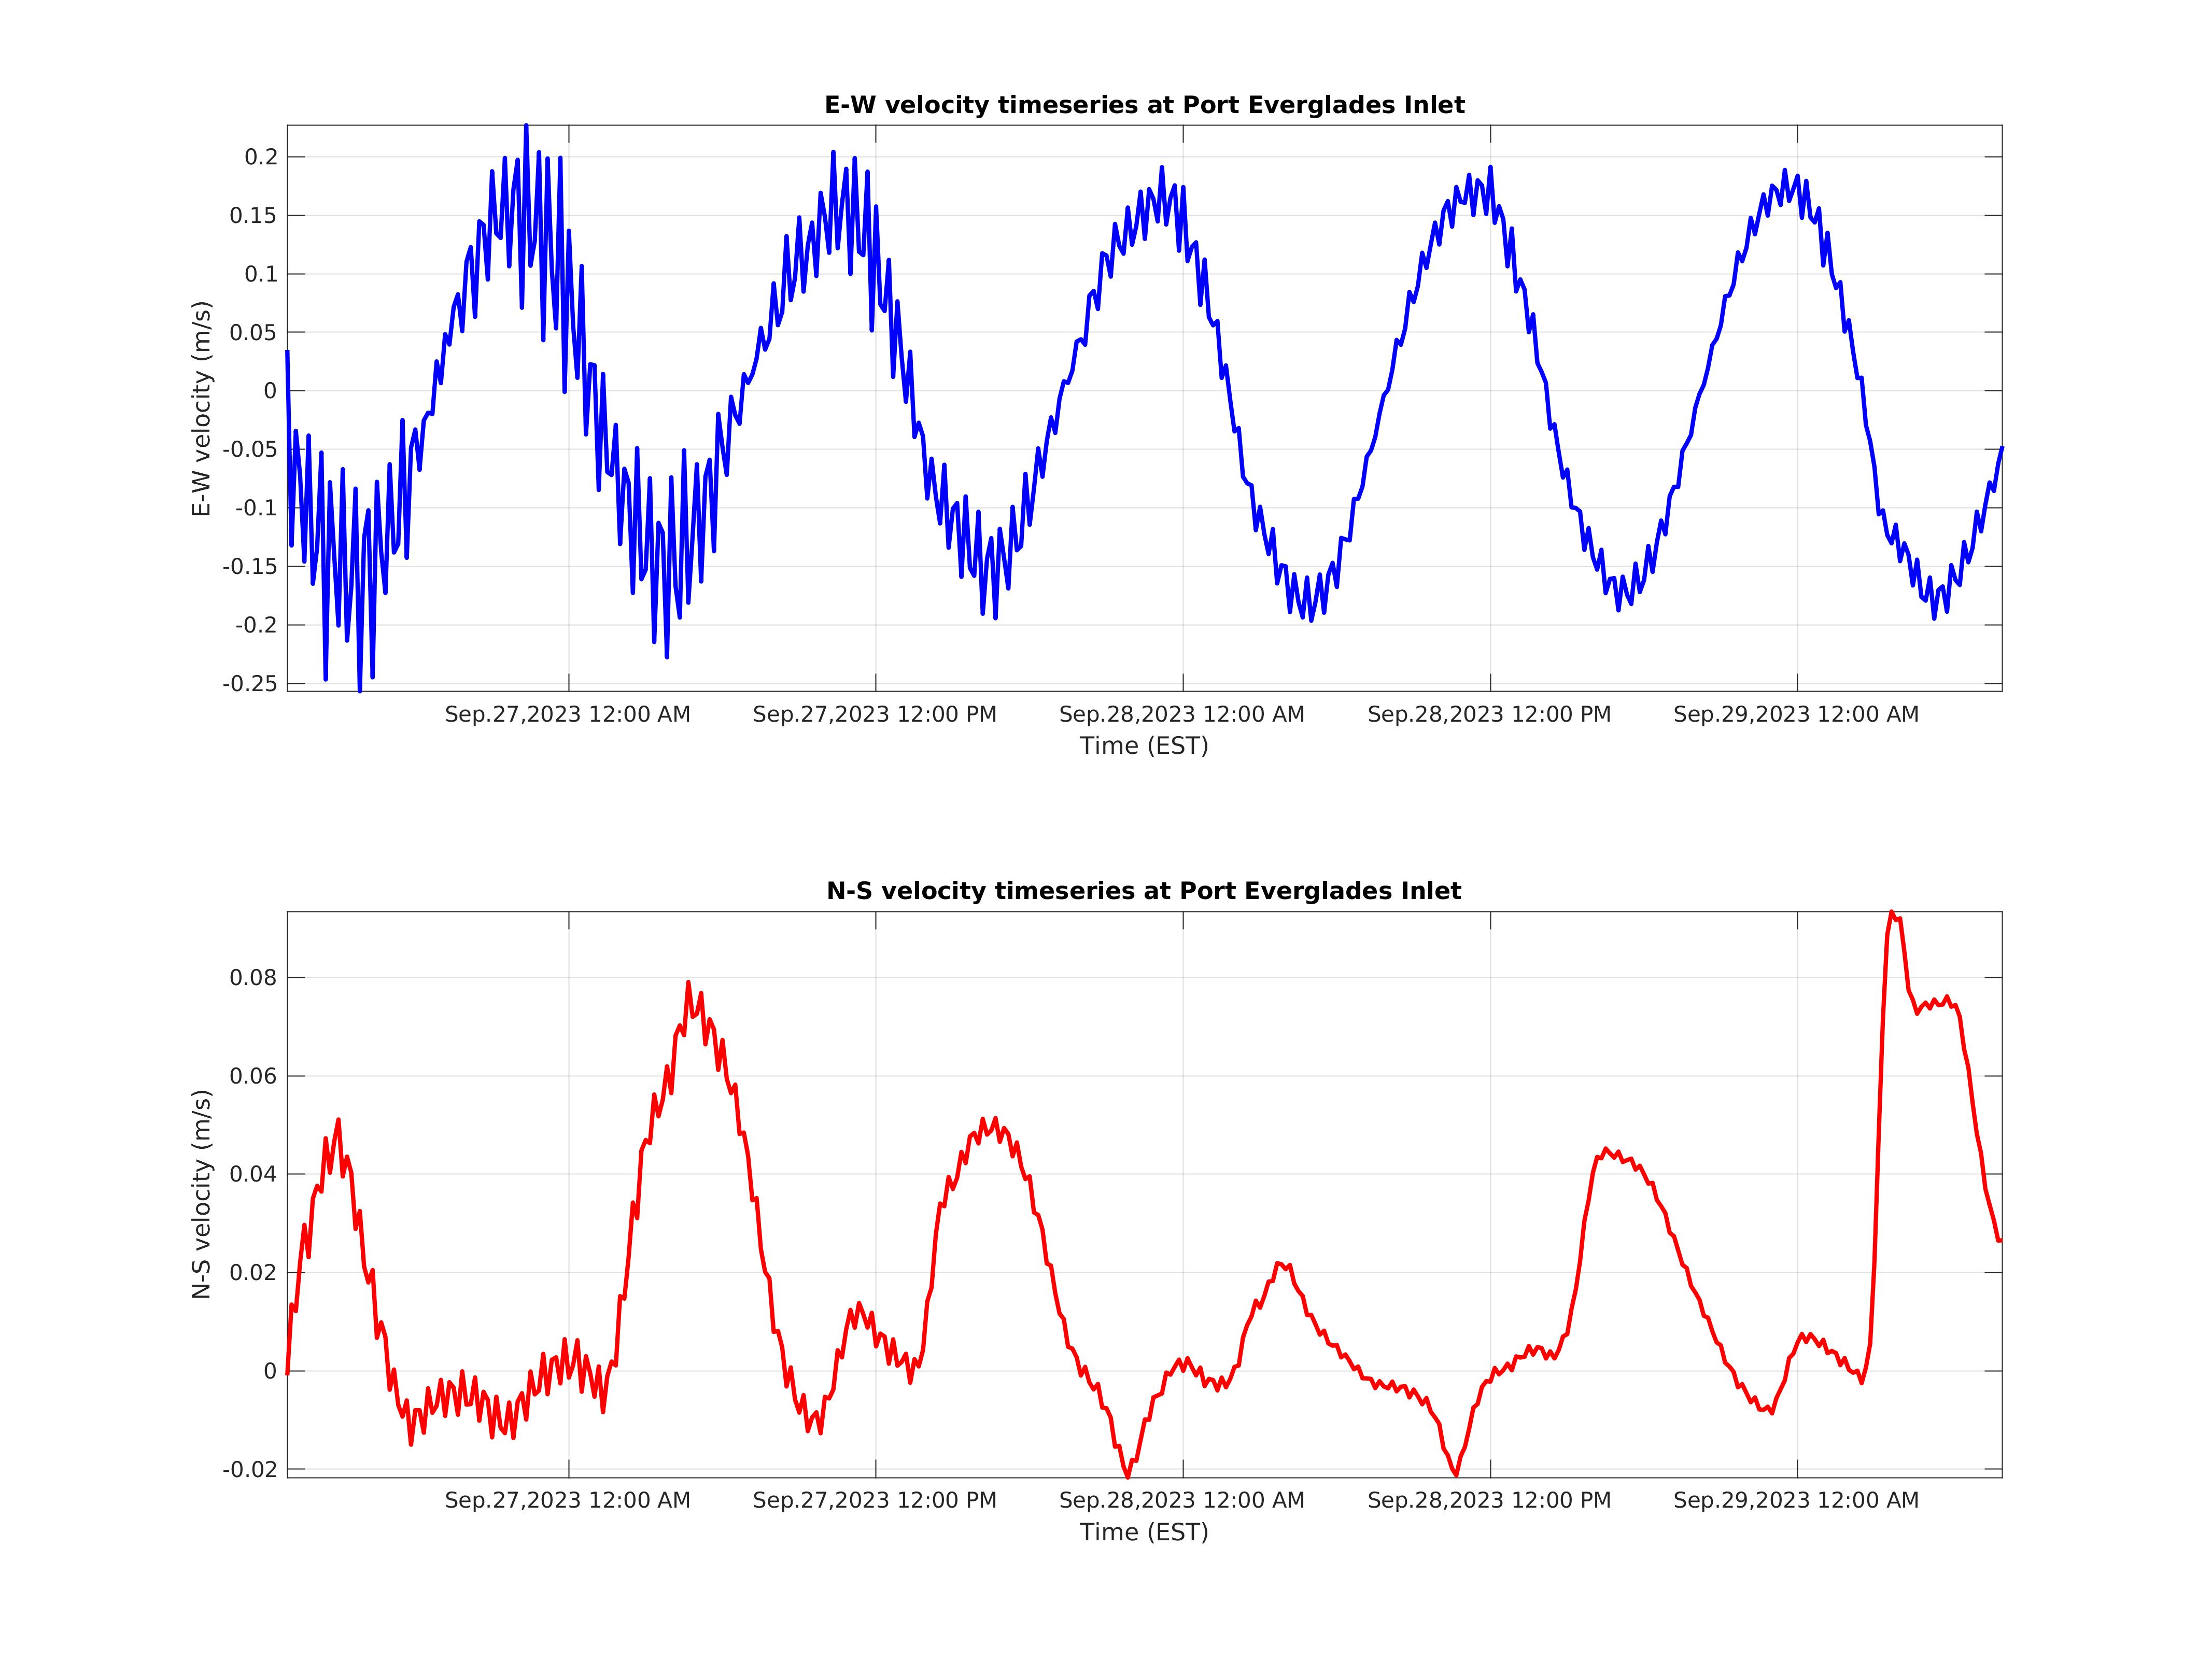 E-W velocity timeseries at Port Everglades Inlet
E-W velocity (m/s)
0.2
0.15
0.1
0.05
0
-0.05
-0.1
-0.15
-0.2
-0.25
Sep.27,2023 12:00 AM
Sep.27,2023 12:00 PM
Sep.28,2023 12:00 AM
Sep.28,2023 12:00 PM
Sep.29,2023 12:00 AM
Time (EST)
N-S velocity timeseries at Port Everglades Inlet
N-S velocity (m/s)
0.08
0.06
0.04
0.02
0
-0.02
Sep.27,2023 12:00 AM
Sep.27,2023 12:00 PM
Sep.28,2023 12:00 AM
Sep.28,2023 12:00 PM
Sep.29,2023 12:00 AM
Time (EST)